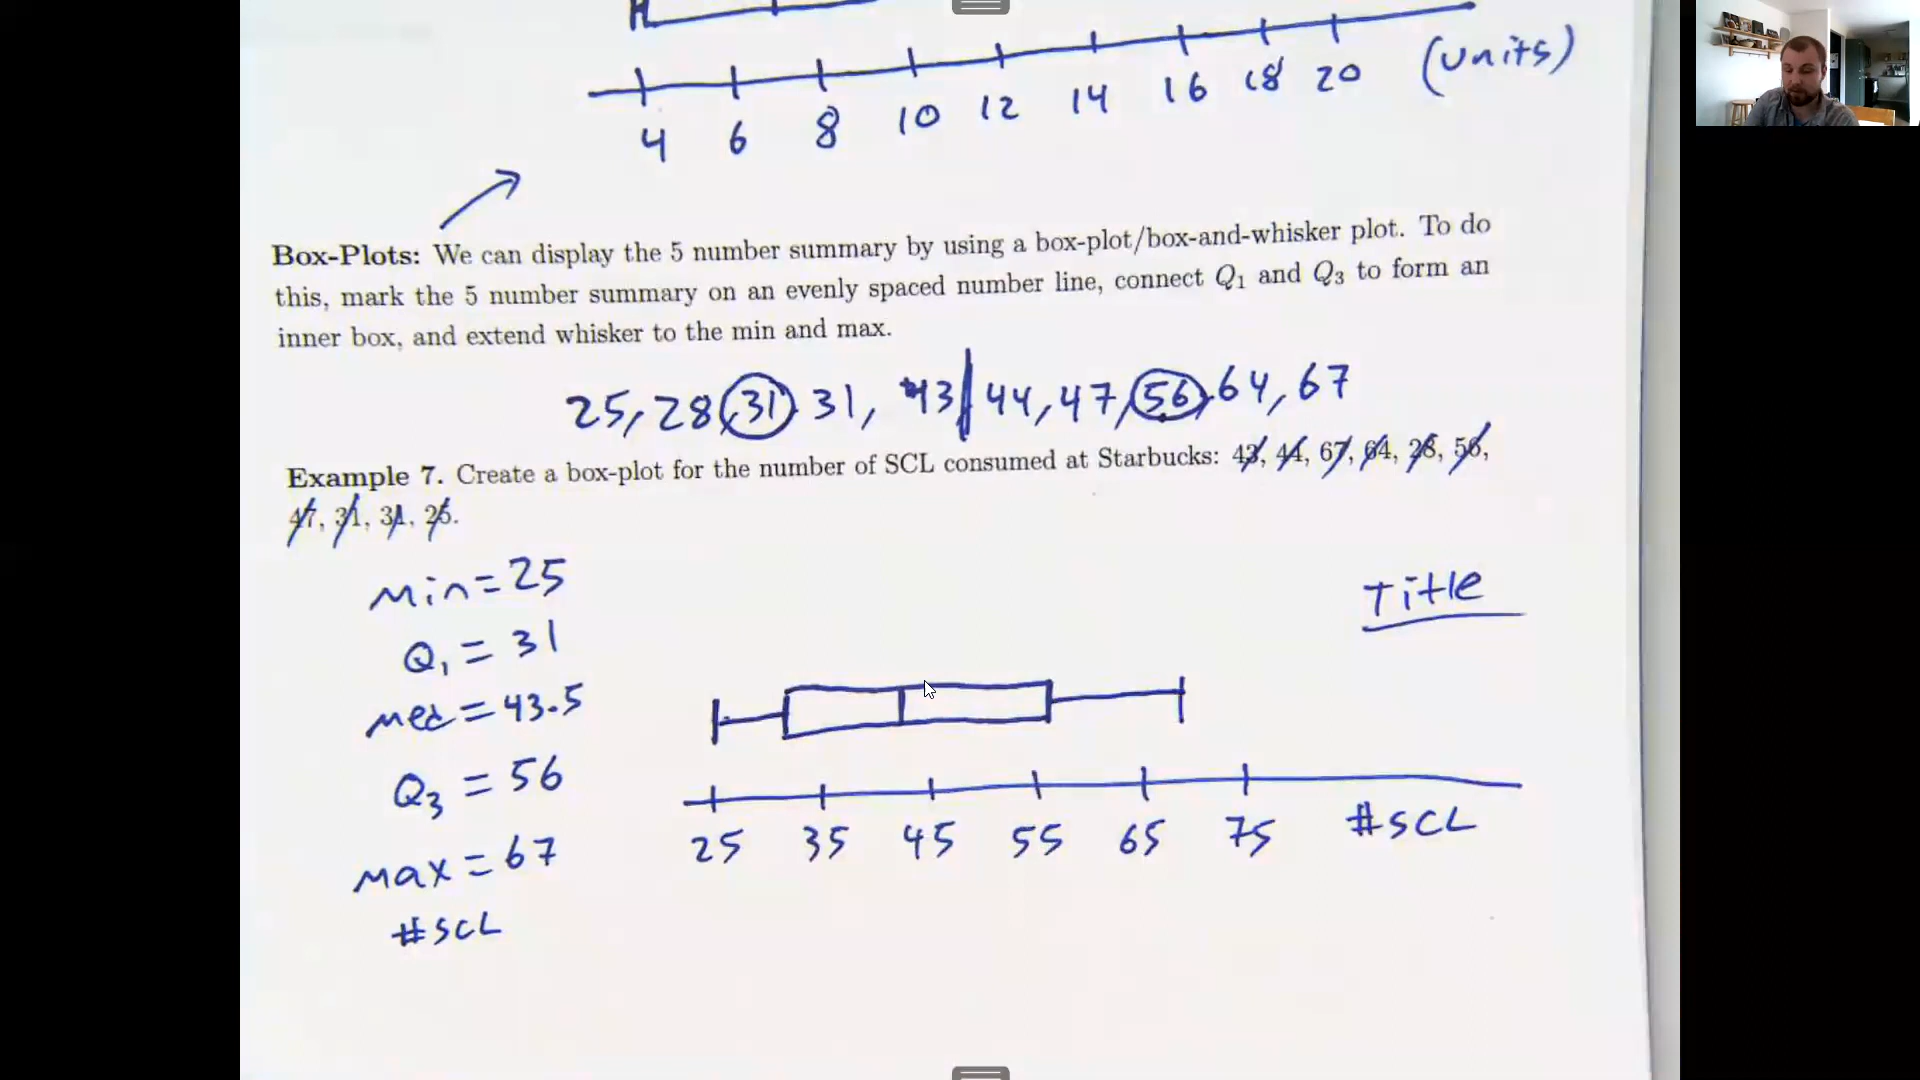 4 6 8 10 12 14 16 18 20 (units)
Box-Plots: We can display the 5 number summary by using a box-plot/box-and-whisker plot. To do
this, mark the 5 number summary on an evenly spaced number line, connect Q₁ and Q₃ to form an
inner box, and extend whisker to the min and max.
25, 28, 31, 31, 43 | 44, 47, 56, 64, 67
Example 7. Create a box-plot for the number of SCL consumed at Starbucks: 43, 44, 67, 64, 28, 56,
47, 31, 31, 25.
min = 25
Q₁ = 31
med = 43.5
Q₃ = 56
max = 67
#SCL
Title
25 35 45 55 65 75 #SCL